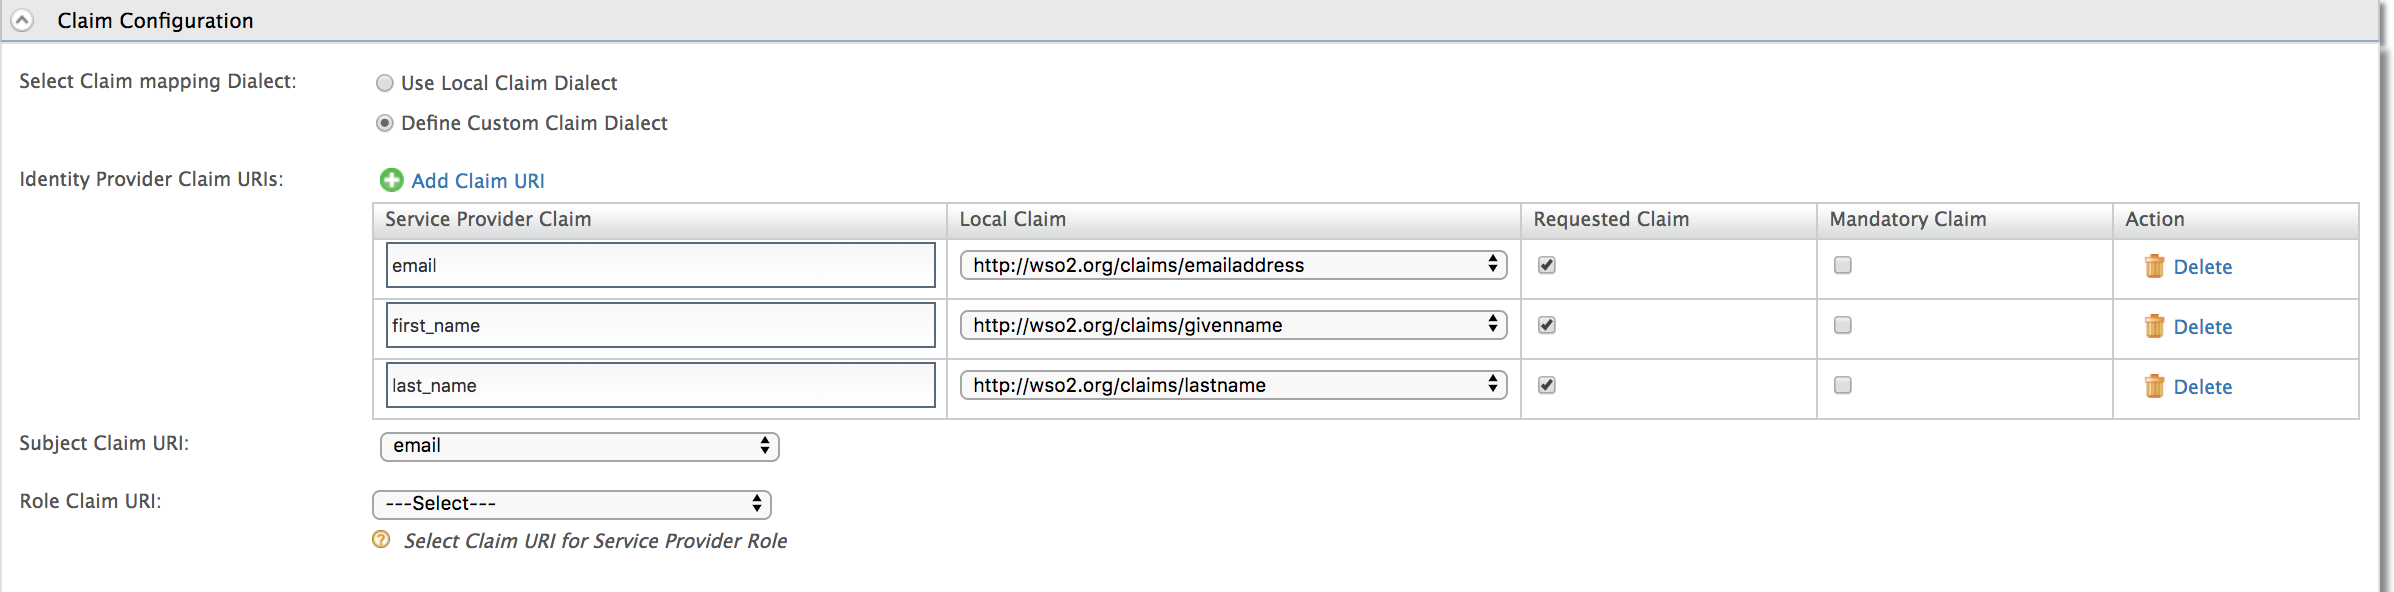 Claim Configuration
Select Claim mapping Dialect:
Use Local Claim Dialect
Define Custom Claim Dialect
Identity Provider Claim URIs:
Add Claim URI
Service Provider Claim Local Claim Requested Claim Mandatory Claim Action
email http://wso2.org/claims/emailaddress Delete
first_name http://wso2.org/claims/givenname Delete
last_name http://wso2.org/claims/lastname Delete
Subject Claim URI: email
Role Claim URI: ---Select---
Select Claim URI for Service Provider Role